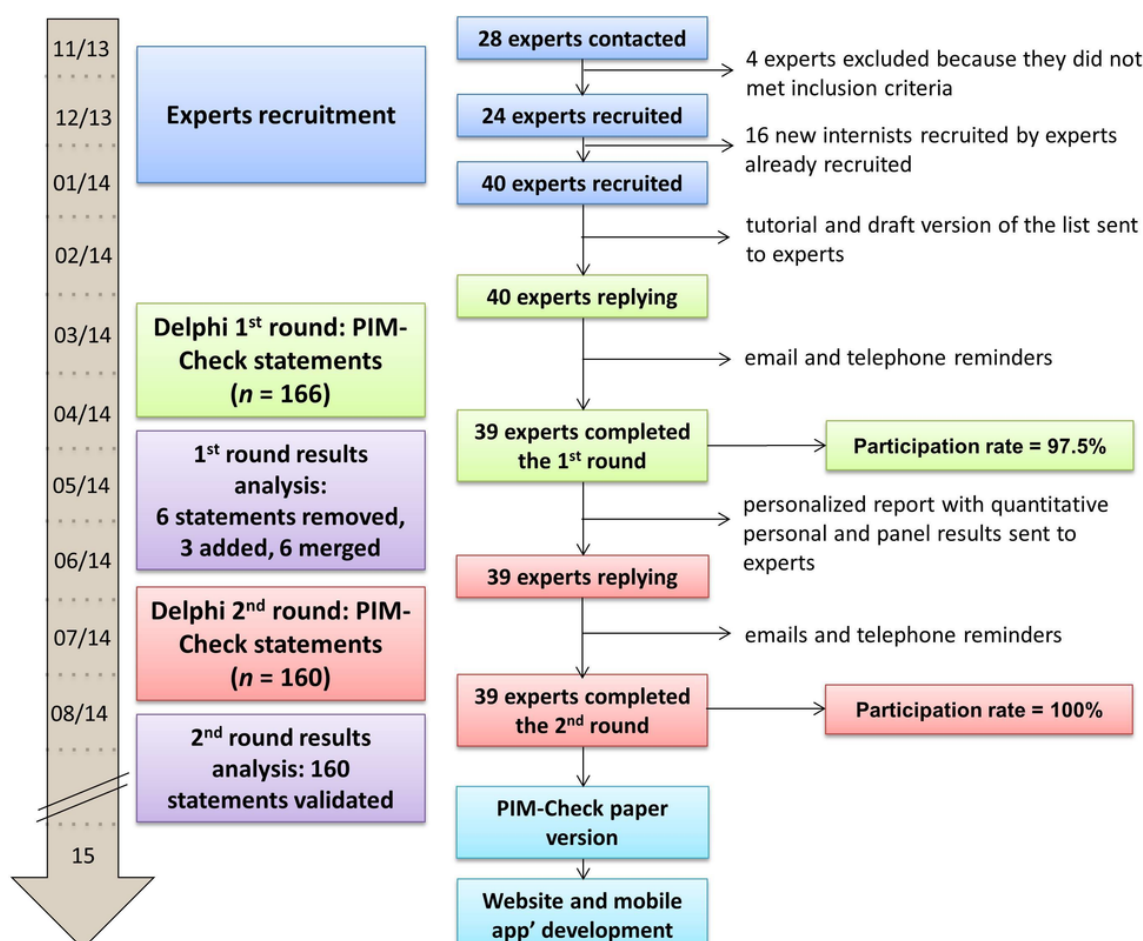 11/13
12/13
01/14
02/14
03/14
04/14
05/14
06/14
07/14
08/14
15
Experts recruitment
Delphi 1st round: PIM-
Check statements
(n = 166)
1st round results
analysis:
6 statements removed,
3 added, 6 merged
Delphi 2nd round: PIM-
Check statements
(n = 160)
2nd round results
analysis: 160
statements validated
28 experts contacted
4 experts excluded because they did not
met inclusion criteria
24 experts recruited
16 new internists recruited by experts
already recruited
40 experts recruited
tutorial and draft version of the list sent
to experts
40 experts replying
email and telephone reminders
39 experts completed
the 1st round
Participation rate = 97.5%
personalized report with quantitative
personal and panel results sent to
experts
39 experts replying
emails and telephone reminders
39 experts completed
the 2nd round
Participation rate = 100%
PIM-Check paper
version
Website and mobile
app’ development